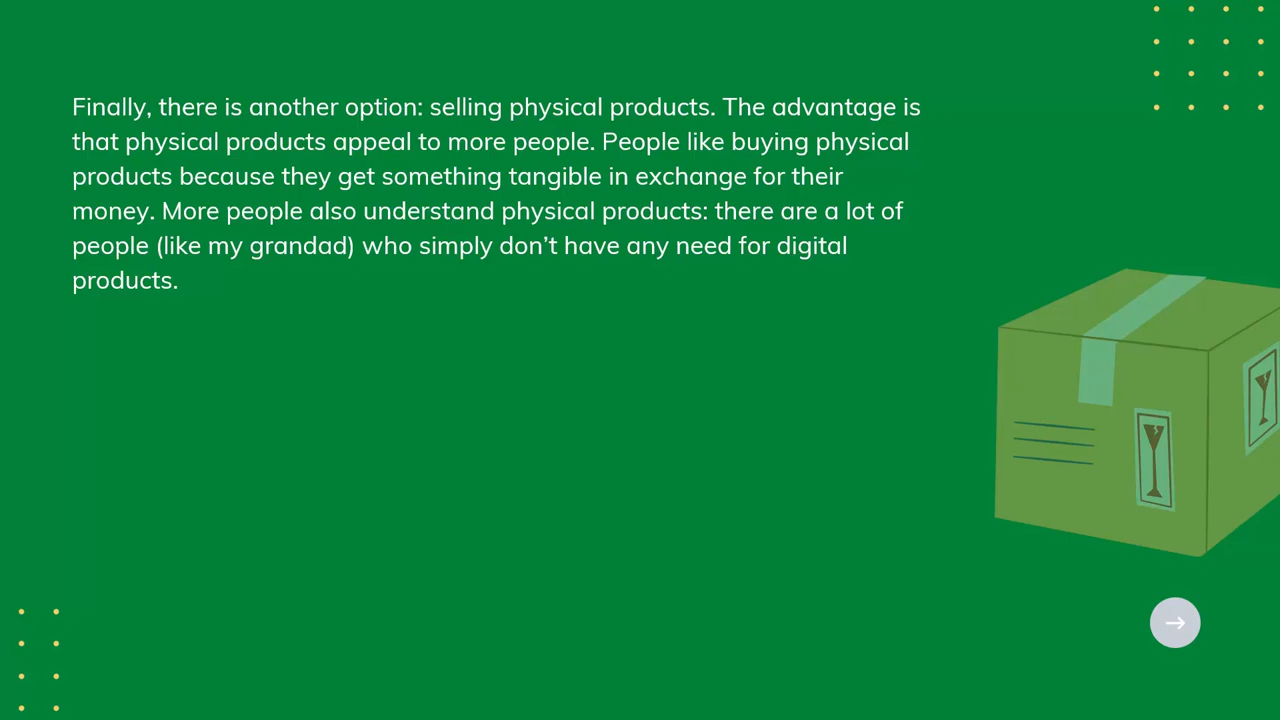 Finally, there is another option: selling physical products. The advantage is
that physical products appeal to more people. People like buying physical
products because they get something tangible in exchange for their
money. More people also understand physical products: there are a lot of
people (like my grandad) who simply don’t have any need for digital
products.